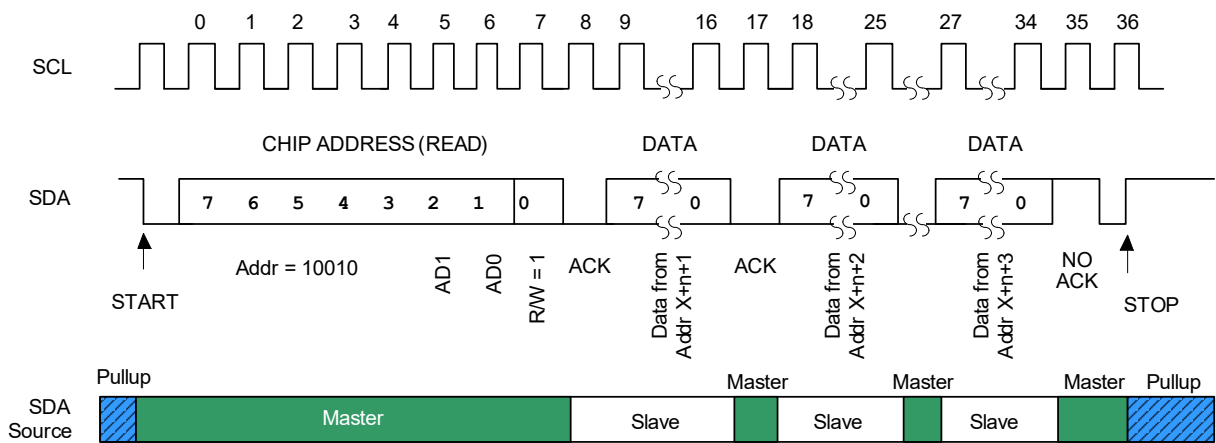 0 1 2 3 4 5 6 7 8 9 16 17 18 25 27 34 35 36
SCL
CHIP ADDRESS (READ) DATA DATA DATA
SDA
7 6 5 4 3 2 1 0 7 0 7 0 7 0
START
Addr = 10010
AD1
AD0
R/W = 1
ACK
Data from
Addr X+n+1
ACK
Data from
Addr X+n+2
Data from
Addr X+n+3
NO
ACK
STOP
Pullup Master Master Master Pullup
SDA
Source
Master Slave Slave Slave